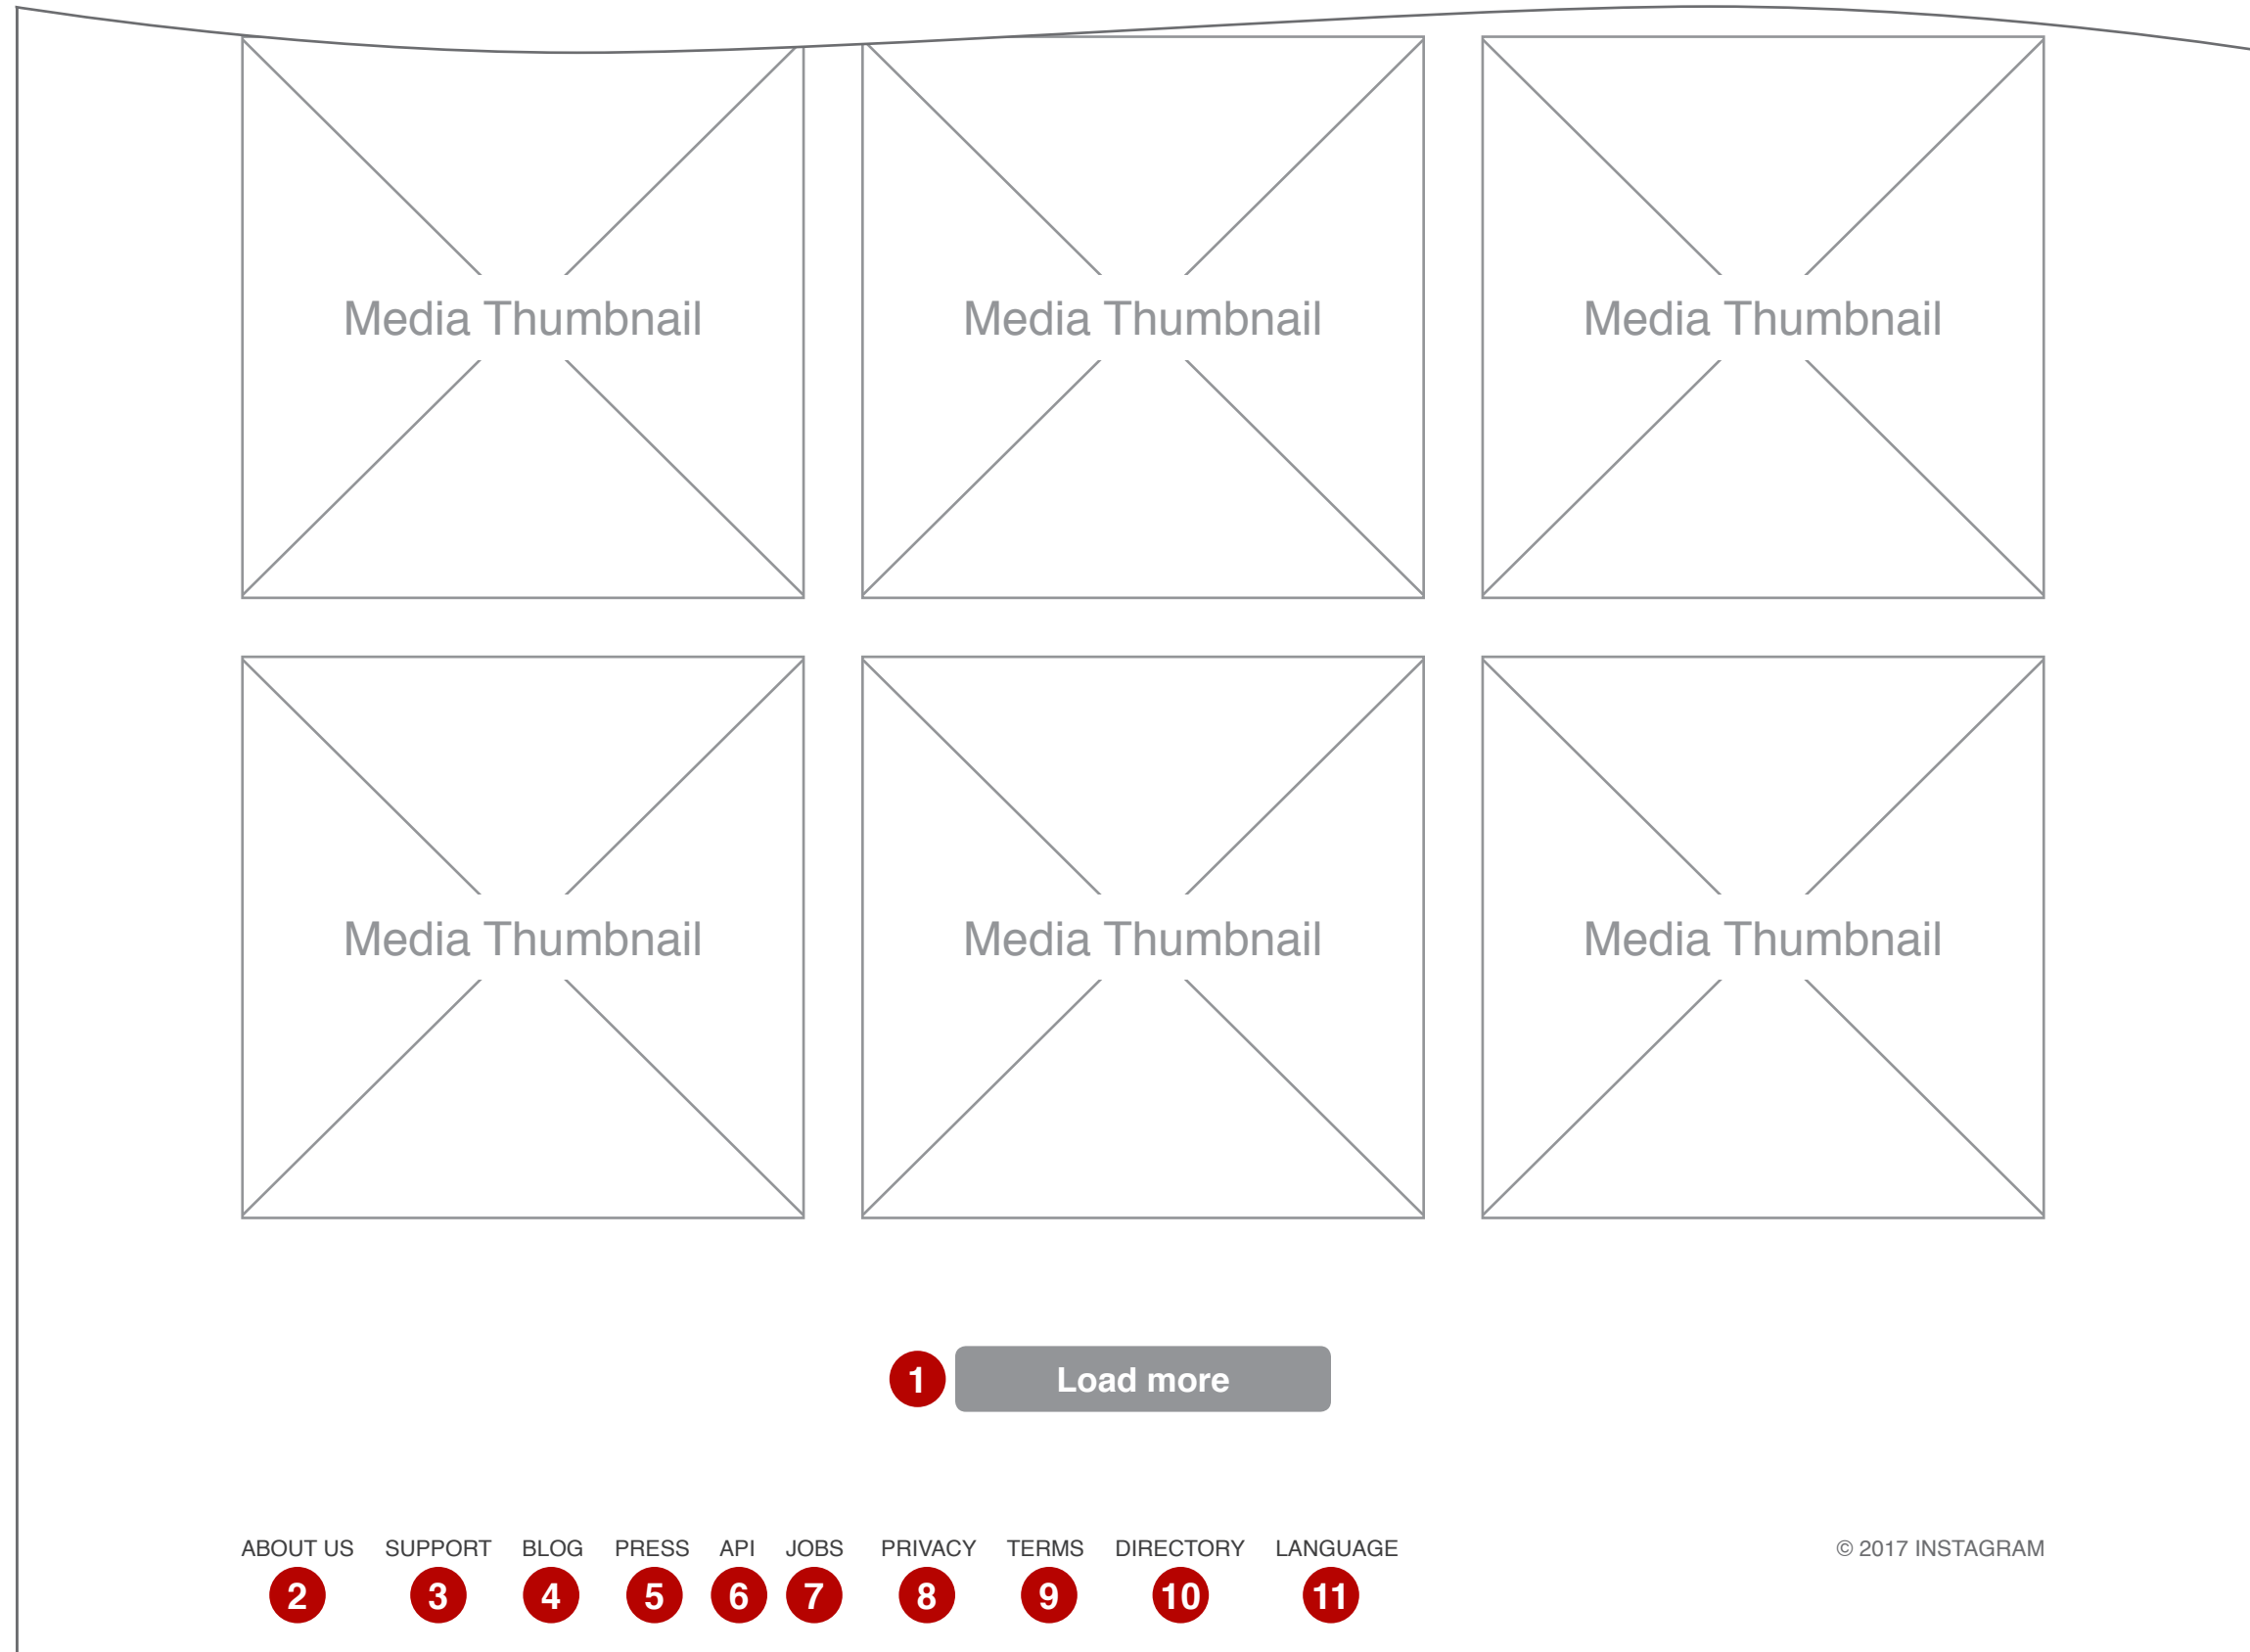 Media Thumbnail Media Thumbnail Media Thumbnail
Media Thumbnail Media Thumbnail Media Thumbnail
1 Load more
ABOUT US SUPPORT BLOG PRESS API JOBS PRIVACY TERMS DIRECTORY LANGUAGE © 2017 INSTAGRAM
2 3 4 5 6 7 8 9 10 11